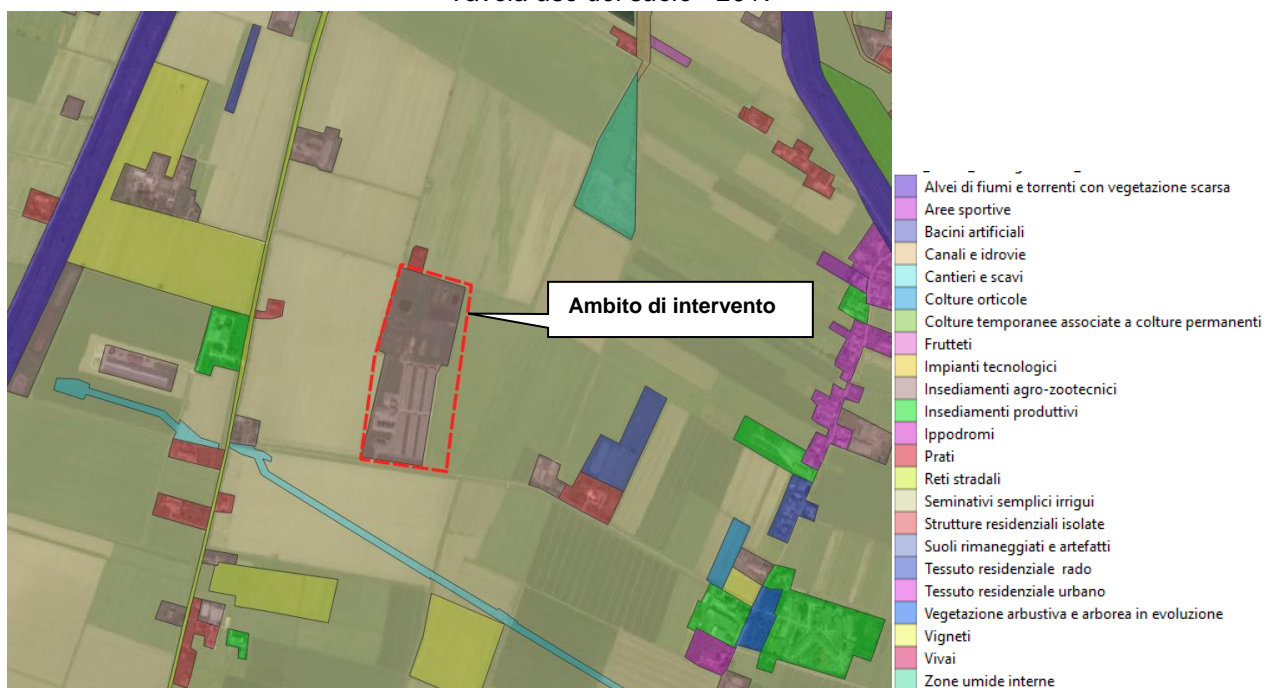 Ambito di intervento
Alvei di fiumi e torrenti con vegetazione scarsa
Aree sportive
Bacini artificiali
Canali e idrovie
Cantieri e scavi
Colture orticole
Colture temporanee associate a colture permanenti
Frutteti
Impianti tecnologici
Insediamenti agro-zootecnici
Insediamenti produttivi
Ippodromi
Prati
Reti stradali
Seminativi semplici irrigui
Strutture residenziali isolate
Suoli rimaneggiati e artefatti
Tessuto residenziale rado
Tessuto residenziale urbano
Vegetazione arbustiva e arborea in evoluzione
Vigneti
Vivai
Zone umide interne